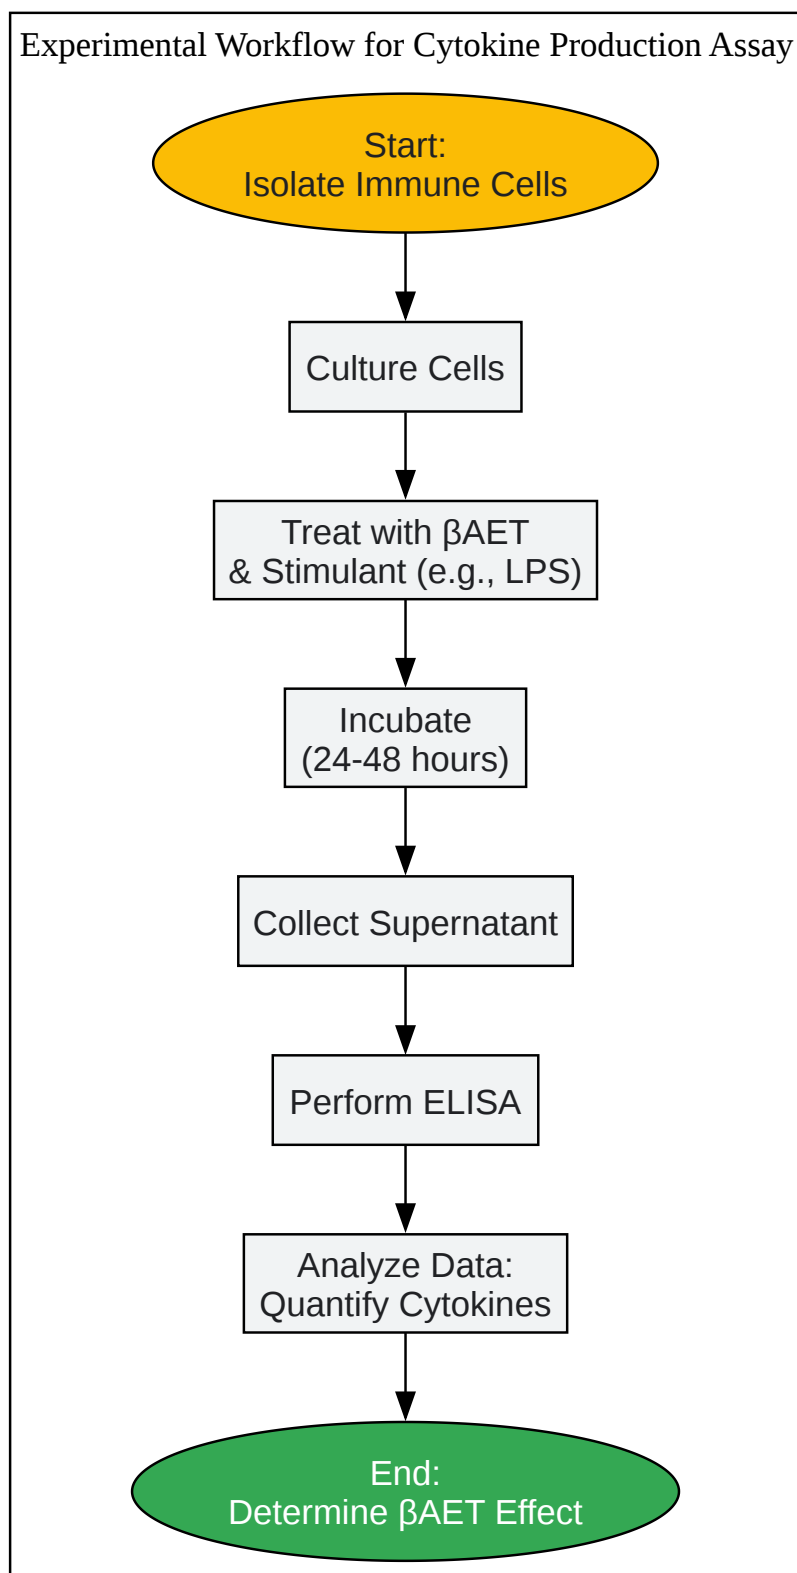 Experimental Workflow for Cytokine Production Assay
Start:
Isolate Immune Cells
Culture Cells
Treat with βAET
& Stimulant (e.g., LPS)
Incubate
(24-48 hours)
Collect Supernatant
Perform ELISA
Analyze Data:
Quantify Cytokines
End:
Determine βAET Effect